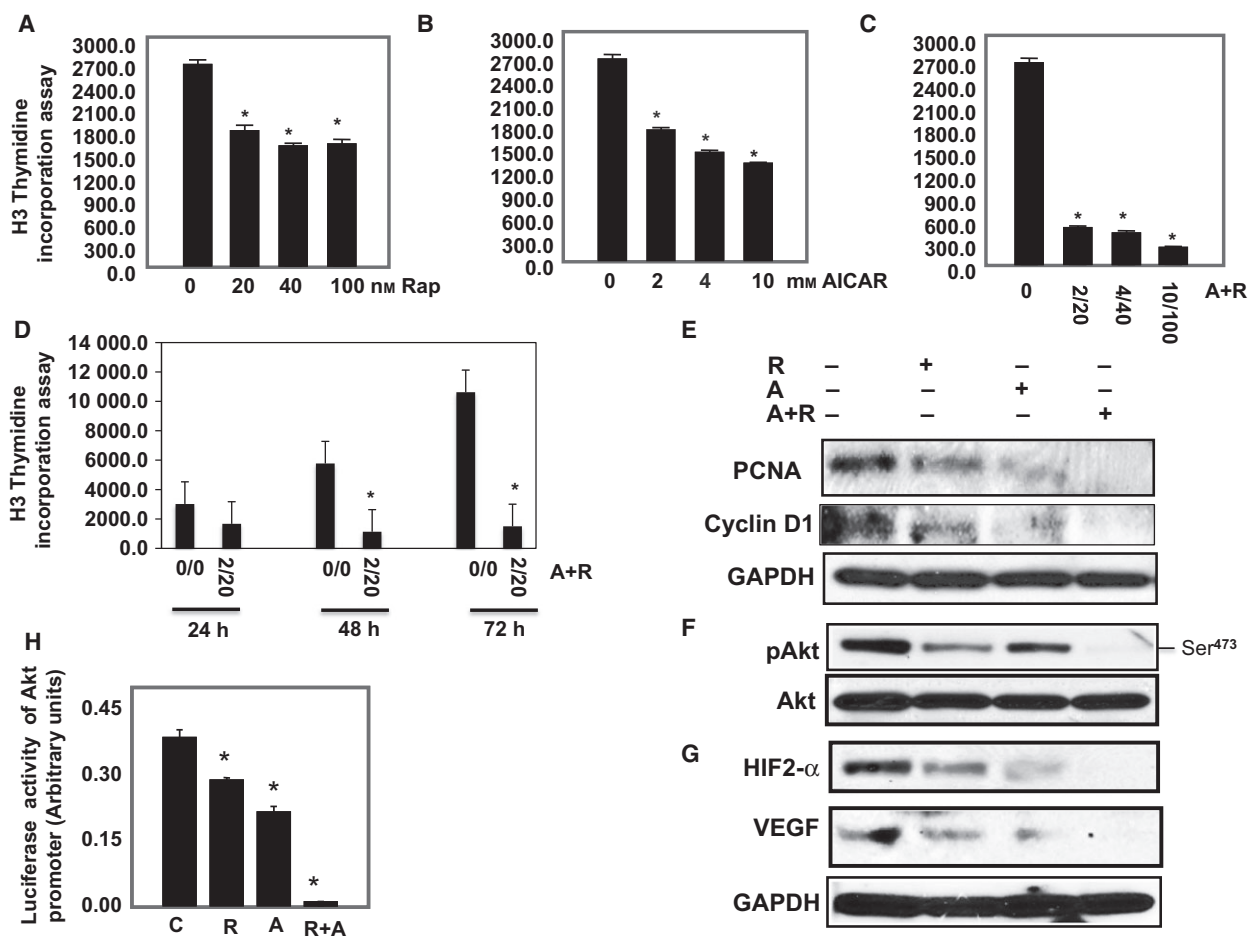 A
H3 Thymidine
incorporation assay
3000.0
2700.0
2400.0
2100.0
1800.0
1500.0
1200.0
900.0
600.0
300.0
0.0
* * *
0 20 40 100 nM Rap
B
3000.0
2700.0
2400.0
2100.0
1800.0
1500.0
1200.0
900.0
600.0
300.0
0.0
* * *
0 2 4 10 mM AICAR
C
3000.0
2700.0
2400.0
2100.0
1800.0
1500.0
1200.0
900.0
600.0
300.0
0.0
* * *
0 2/20 4/40 10/100 A+R
D
H3 Thymidine
incorporation assay
14 000.0
12 000.0
10 000.0
8000.0
6000.0
4000.0
2000.0
0.0
* *
0/0 2/20 0/0 2/20 0/0 2/20 A+R
24 h 48 h 72 h
E
R – + – –
A – – + –
A+R – – – +
PCNA
Cyclin D1
GAPDH
F
pAkt
Ser473
Akt
G
HIF2-α
VEGF
GAPDH
H
Luciferase activity of Akt
promoter (Arbitrary units)
0.45
0.30
0.15
0.00
* * *
C R A R+A